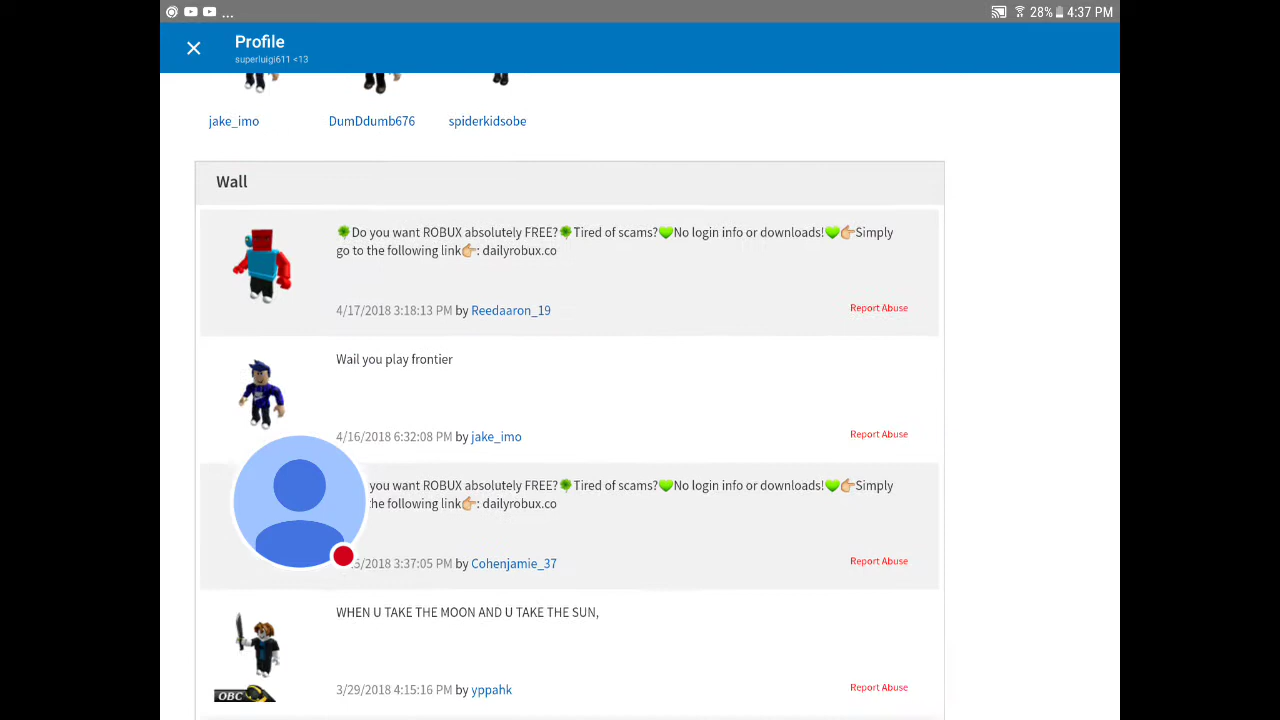 ... 28% 4:37 PM
Profile
superluigi611 <13
jake_imo DumDdumb676 spiderkidsobe
Wall
🍀Do you want ROBUX absolutely FREE?🍀Tired of scams?💚No login info or downloads!💚👉Simply
go to the following link👉: dailyrobux.co
4/17/2018 3:18:13 PM by Reedaaron_19 Report Abuse
Wail you play frontier
4/16/2018 6:32:08 PM by jake_imo Report Abuse
you want ROBUX absolutely FREE?🍀Tired of scams?💚No login info or downloads!💚👉Simply
the following link👉: dailyrobux.co
/2018 3:37:05 PM by Cohenjamie_37 Report Abuse
WHEN U TAKE THE MOON AND U TAKE THE SUN,
OBC
3/29/2018 4:15:16 PM by yppahk Report Abuse